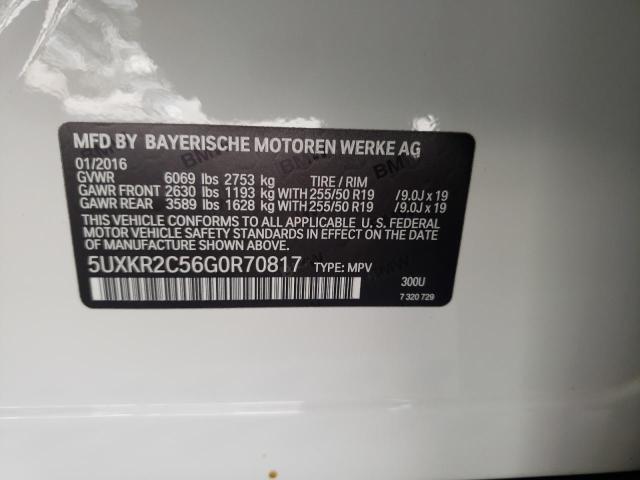 MFD BY BAYERISCHE MOTOREN WERKE AG
01/2016
GVWR 6069 lbs 2753 kg TIRE / RIM
GAWR FRONT 2630 lbs 1193 kg WITH 255/50 R19 /9.0J x 19
GAWR REAR 3589 lbs 1628 kg WITH 255/50 R19 /9.0J x 19
THIS VEHICLE CONFORMS TO ALL APPLICABLE U. S. FEDERAL
MOTOR VEHICLE SAFETY STANDARDS IN EFFECT ON THE DATE
OF MANUFACTURE SHOWN ABOVE.
5UXKR2C56G0R70817 TYPE: MPV
300U
7 320 729